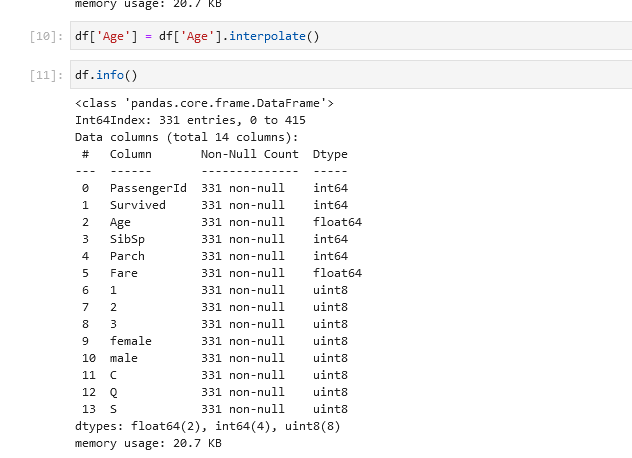 memory usage: 20.7 KB
[10]: df['Age'] = df['Age'].interpolate()
[11]: df.info()
<class 'pandas.core.frame.DataFrame'>
Int64Index: 331 entries, 0 to 415
Data columns (total 14 columns):
 #   Column       Non-Null Count  Dtype
---  ------       --------------  -----
 0   PassengerId  331 non-null    int64
 1   Survived     331 non-null    int64
 2   Age          331 non-null    float64
 3   SibSp        331 non-null    int64
 4   Parch        331 non-null    int64
 5   Fare         331 non-null    float64
 6   1            331 non-null    uint8
 7   2            331 non-null    uint8
 8   3            331 non-null    uint8
 9   female       331 non-null    uint8
 10  male         331 non-null    uint8
 11  C            331 non-null    uint8
 12  Q            331 non-null    uint8
 13  S            331 non-null    uint8
dtypes: float64(2), int64(4), uint8(8)
memory usage: 20.7 KB